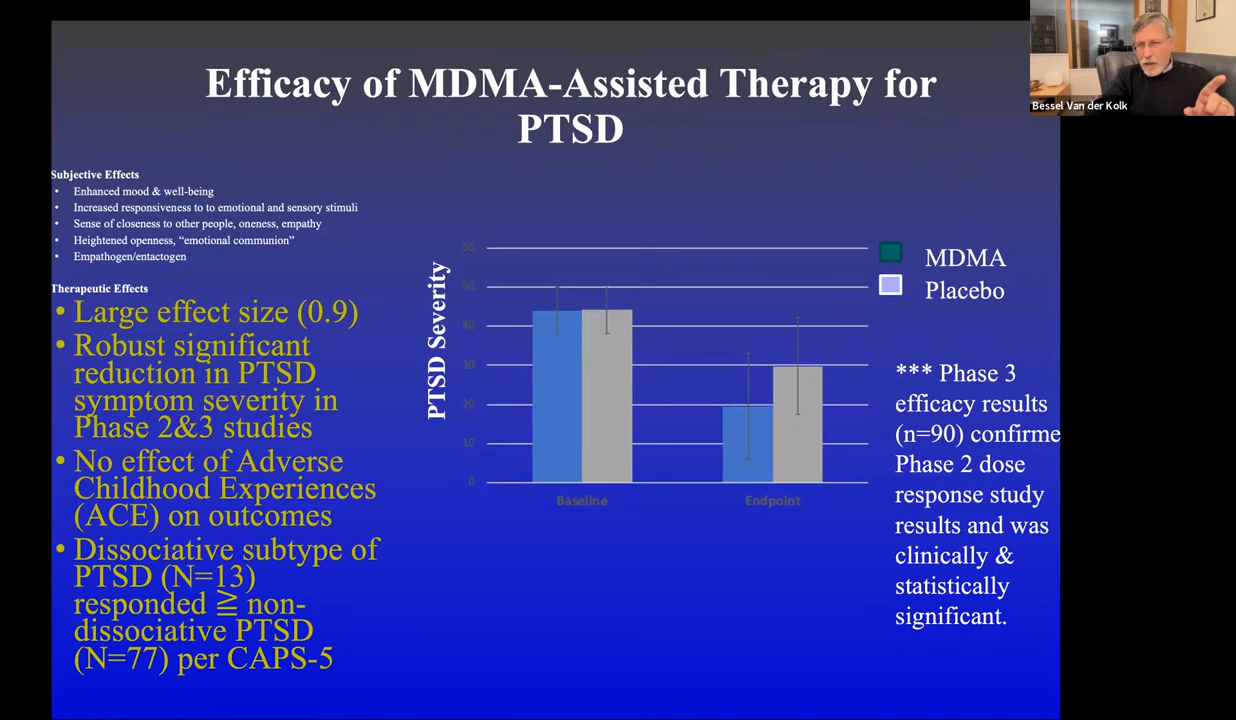 Efficacy of MDMA-Assisted Therapy for
PTSD
Bessel Van der Kolk
Subjective Effects
• Enhanced mood & well-being
• Increased responsiveness to to emotional and sensory stimuli
• Sense of closeness to other people, oneness, empathy
• Heightened openness, “emotional communion”
• Empathogen/entactogen
Therapeutic Effects
• Large effect size (0.9)
• Robust significant
reduction in PTSD
symptom severity in
Phase 2&3 studies
• No effect of Adverse
Childhood Experiences
(ACE) on outcomes
• Dissociative subtype of
PTSD (N=13)
responded ≧ non-
dissociative PTSD
(N=77) per CAPS-5
PTSD Severity
60
50
40
30
20
10
0
Baseline
Endpoint
MDMA
Placebo
*** Phase 3
efficacy results
(n=90) confirme
Phase 2 dose
response study
results and was
clinically &
statistically
significant.